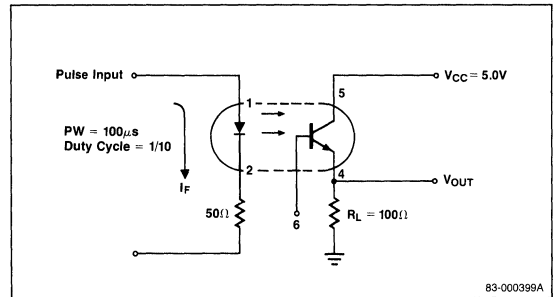 Pulse Input
V_CC = 5.0V
1
5
PW = 100μs
Duty Cycle = 1/10
2
4
I_F
V_OUT
50Ω
6
R_L = 100Ω
83-000399A